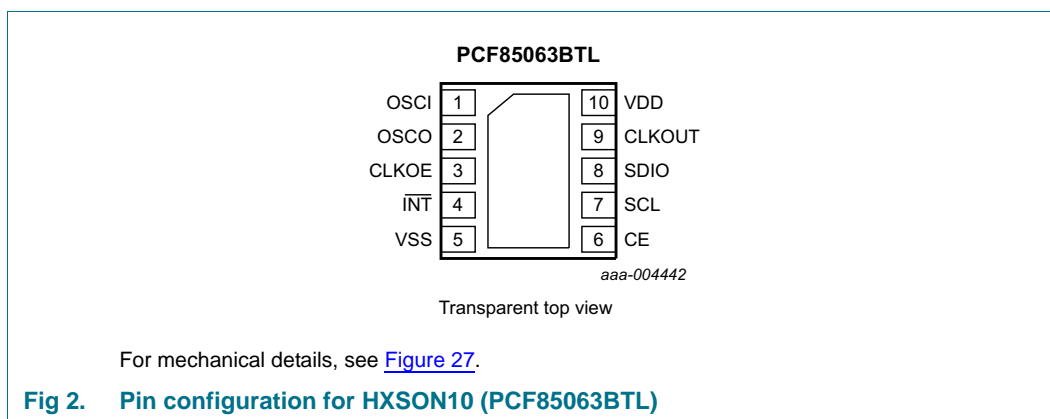 PCF85063BTL
OSCI 1 10 VDD
OSCO 2 9 CLKOUT
CLKOE 3 8 SDIO
INT 4 7 SCL
VSS 5 6 CE
aaa-004442
Transparent top view
For mechanical details, see Figure 27.
Fig 2. Pin configuration for HXSON10 (PCF85063BTL)